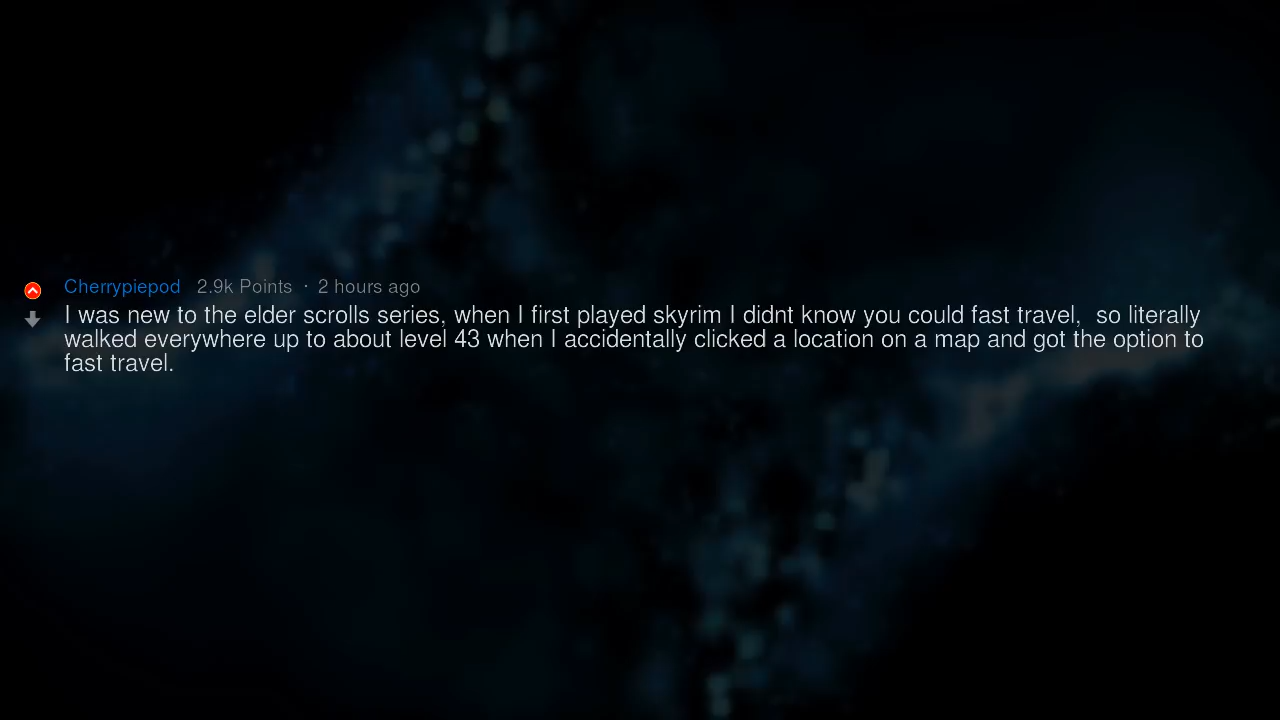 Cherrypiepod 2.9k Points · 2 hours ago
I was new to the elder scrolls series, when I first played skyrim I didnt know you could fast travel,  so literally
walked everywhere up to about level 43 when I accidentally clicked a location on a map and got the option to
fast travel.